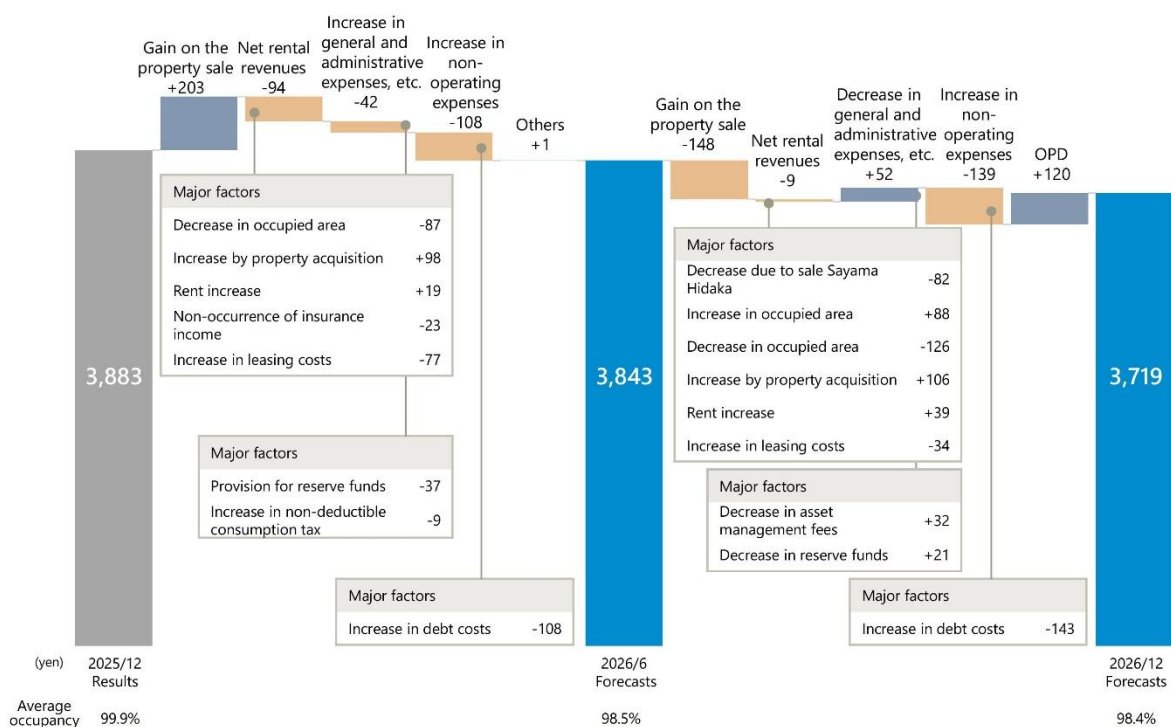 Gain on the
property sale
+203
Net rental
revenues
-94
Increase in
general and
administrative
expenses, etc.
-42
Increase in
non-
operating
expenses
-108
Others
+1
Gain on the
property sale
-148
Net rental
revenues
-9
Decrease in
general and
administrative
expenses, etc.
+52
Increase in
non-
operating
expenses
-139
OPD
+120
Major factors
Decrease in occupied area -87
Increase by property acquisition +98
Rent increase +19
Non-occurrence of insurance
income -23
Increase in leasing costs -77
Major factors
Provision for reserve funds -37
Increase in non-deductible
consumption tax -9
Major factors
Increase in debt costs -108
Major factors
Decrease due to sale Sayama
Hidaka -82
Increase in occupied area +88
Decrease in occupied area -126
Increase by property acquisition +106
Rent increase +39
Increase in leasing costs -34
Major factors
Decrease in asset
management fees +32
Decrease in reserve funds +21
Major factors
Increase in debt costs -143
3,883
3,843
3,719
(yen)
2025/12
Results
2026/6
Forecasts
2026/12
Forecasts
Average
occupancy 99.9% 98.5% 98.4%